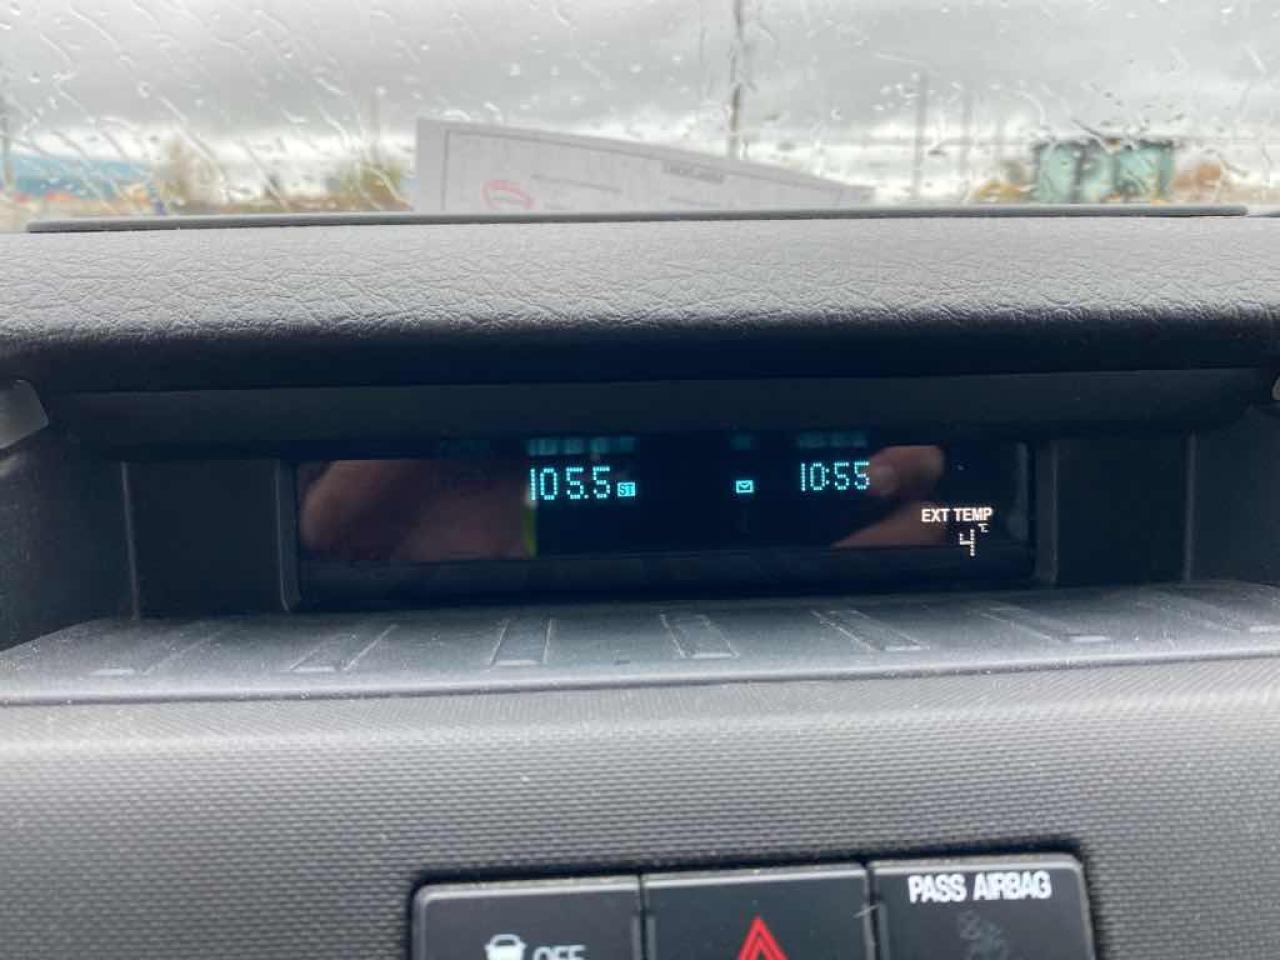 105.5 ST
10:55
EXT TEMP
4°C
OFF
PASS AIRBAG